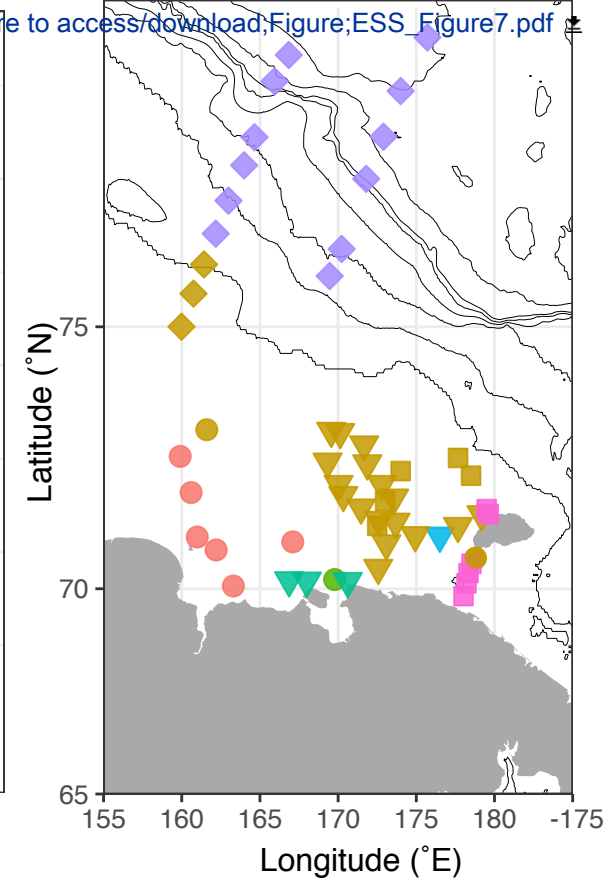 re to access/download;Figure;ESS_Figure7.pdf
75
70
65
Latitude (˚N)
155 160 165 170 175 180 -175
Longitude (˚E)